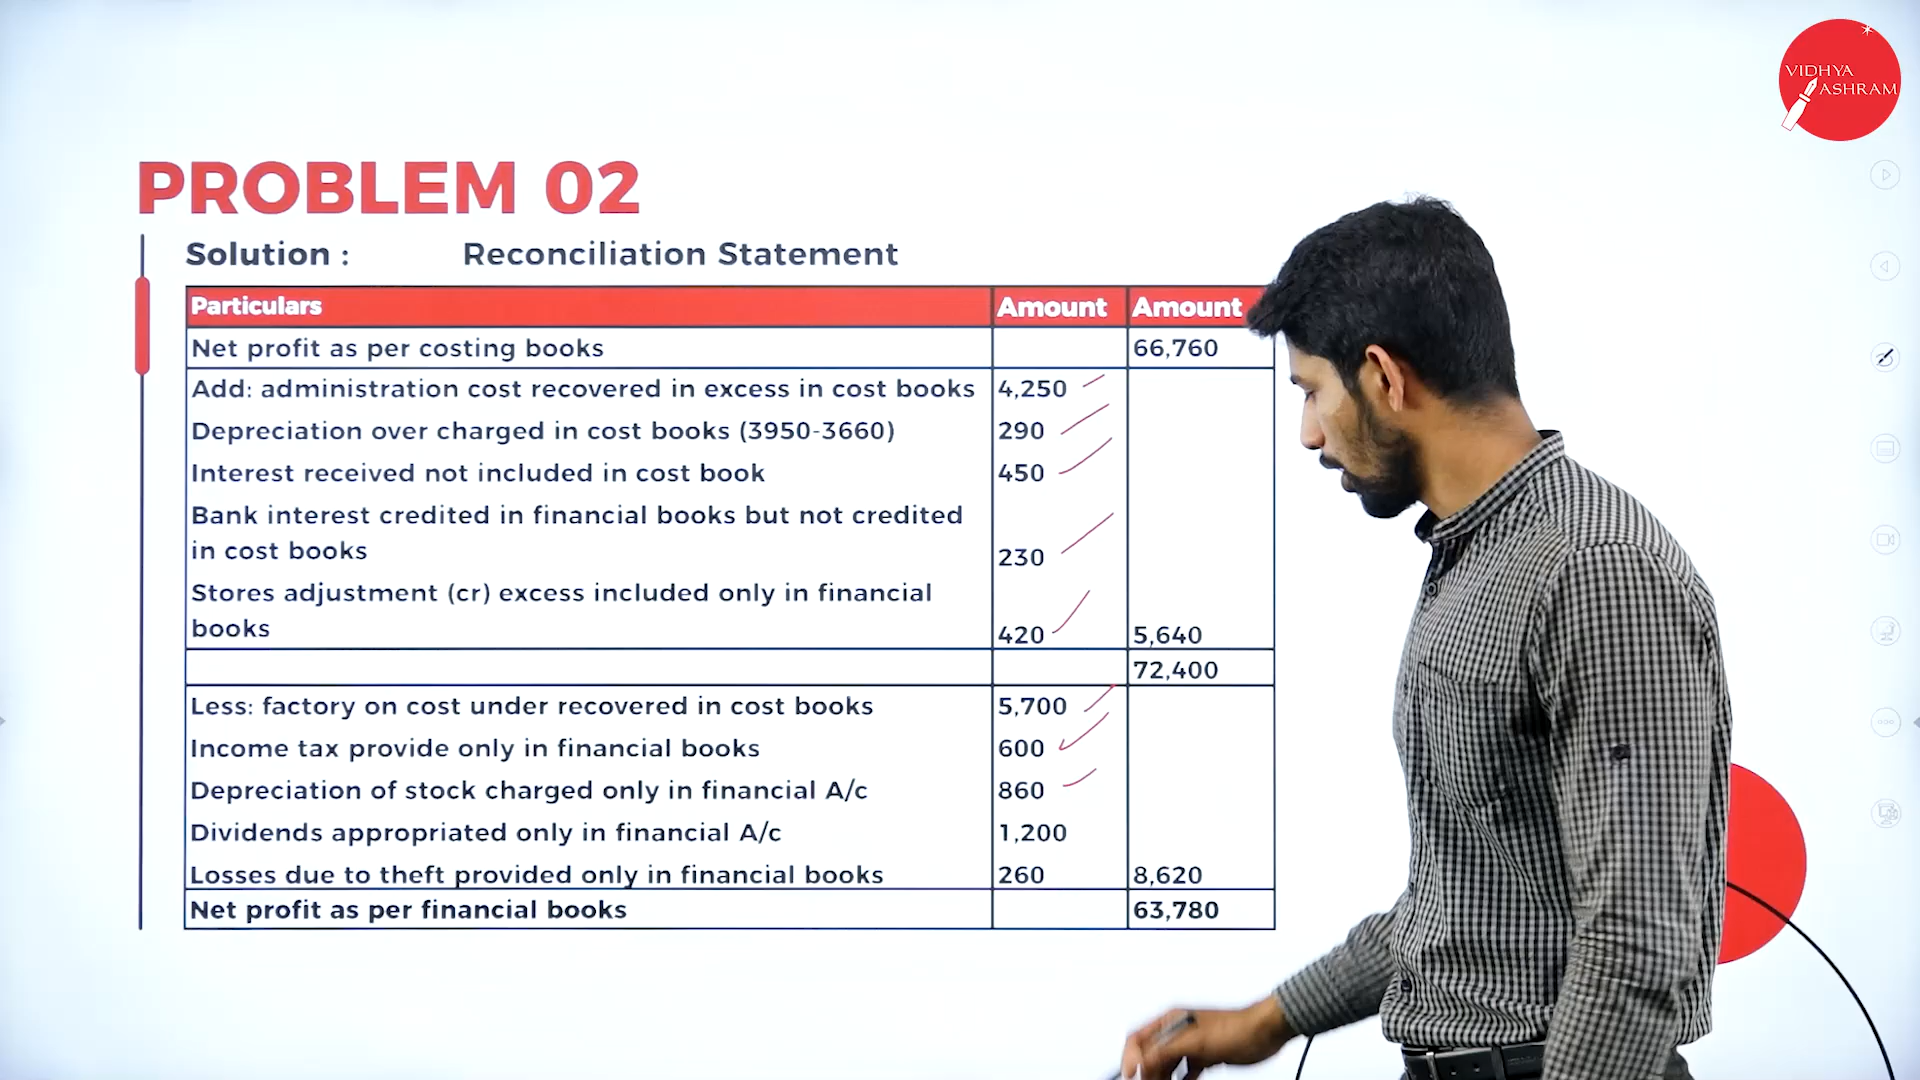 VIDHYA
ASHRAM
PROBLEM 02
Solution : Reconciliation Statement
Particulars Amount Amount
Net profit as per costing books 66,760
Add: administration cost recovered in excess in cost books 4,250
Depreciation over charged in cost books (3950-3660) 290
Interest received not included in cost book 450
Bank interest credited in financial books but not credited
in cost books 230
Stores adjustment (cr) excess included only in financial
books 420 5,640
72,400
Less: factory on cost under recovered in cost books 5,700
Income tax provide only in financial books 600
Depreciation of stock charged only in financial A/c 860
Dividends appropriated only in financial A/c 1,200
Losses due to theft provided only in financial books 260 8,620
Net profit as per financial books 63,780